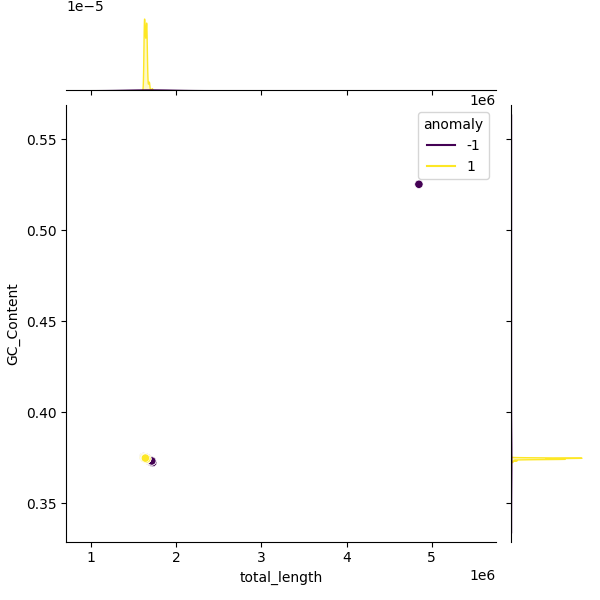 1e−5
1e6
anomaly
-1
1
0.55
0.50
0.45
0.40
0.35
GC_Content
1 2 3 4 5
total_length
1e6